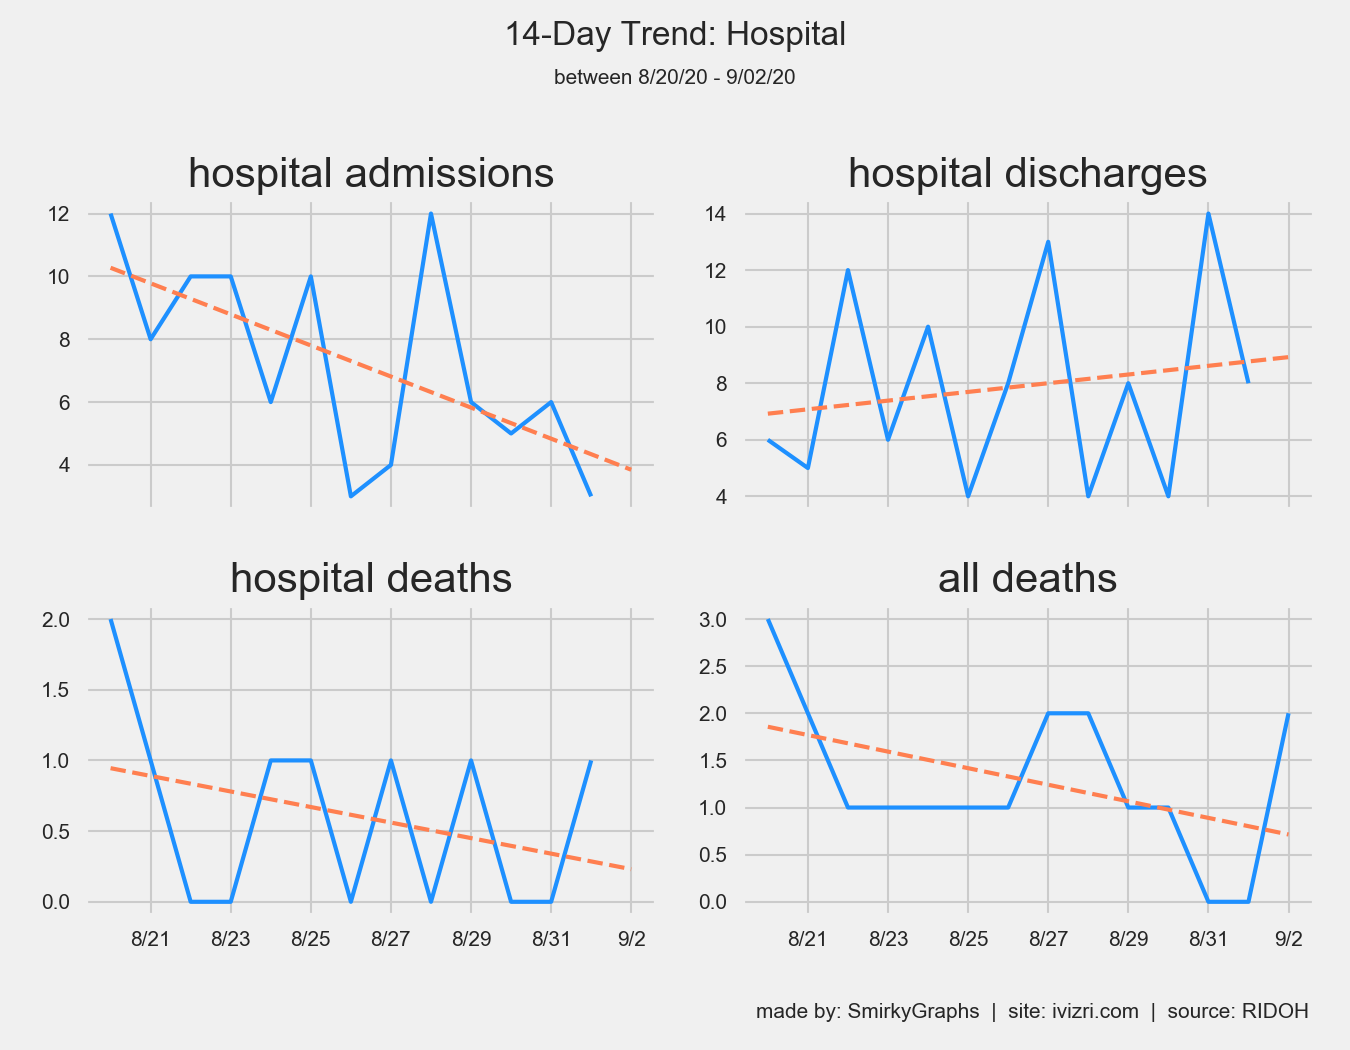 14-Day Trend: Hospital
between 8/20/20 - 9/02/20
hospital admissions
12
10
8
6
4
hospital discharges
14
12
10
8
6
4
hospital deaths
2.0
1.5
1.0
0.5
0.0
8/21 8/23 8/25 8/27 8/29 8/31 9/2
all deaths
3.0
2.5
2.0
1.5
1.0
0.5
0.0
8/21 8/23 8/25 8/27 8/29 8/31 9/2
made by: SmirkyGraphs | site: ivizri.com | source: RIDOH